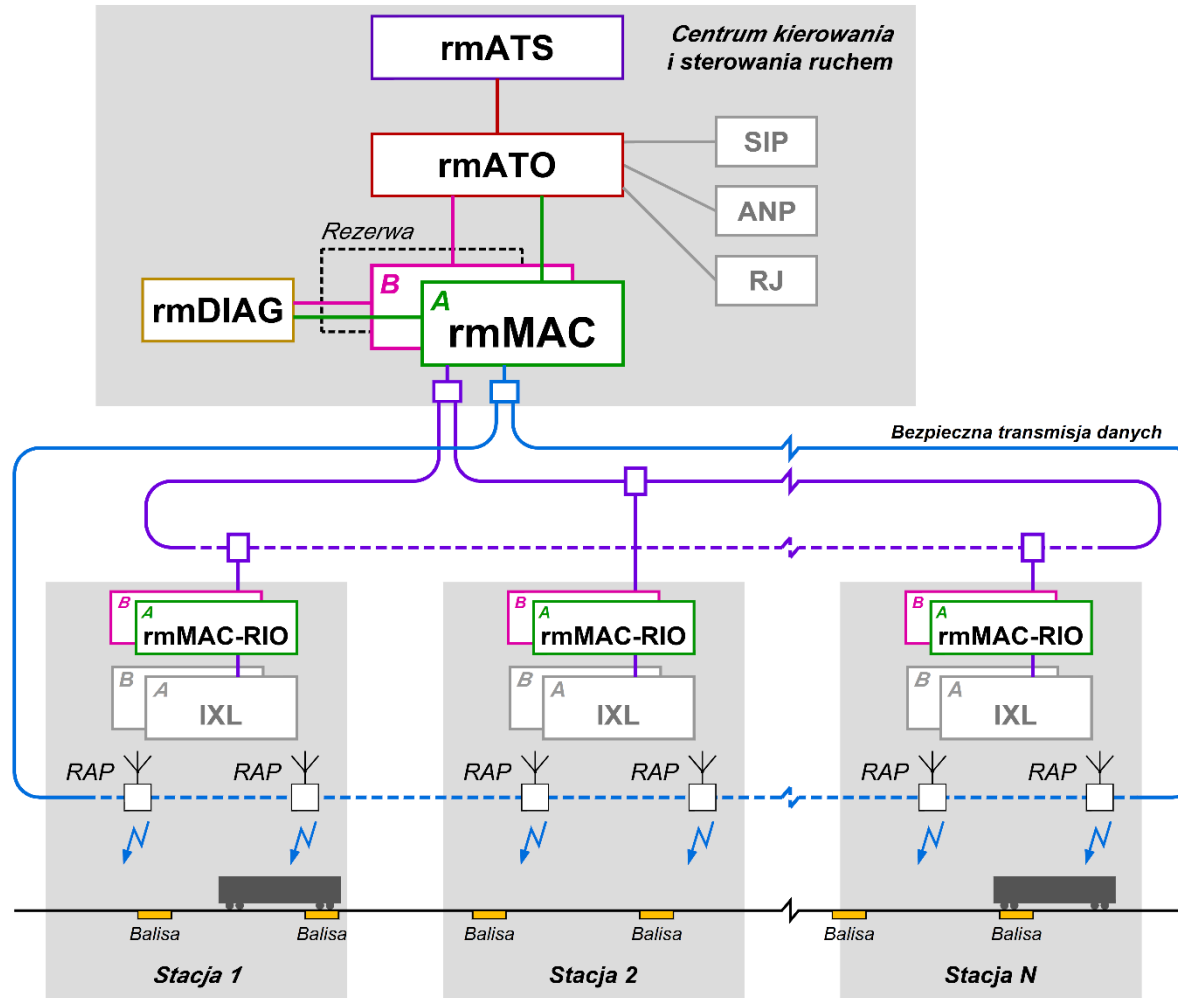 rmATS
Centrum kierowania
i sterowania ruchem
rmATO
SIP
ANP
RJ
Rezerwa
B
A
rmDIAG
rmMAC
Bezpieczna transmisja danych
B
A
rmMAC-RIO
B
A
rmMAC-RIO
B
A
rmMAC-RIO
B
A
IXL
B
A
IXL
B
A
IXL
RAP
RAP
RAP
RAP
RAP
RAP
Balisa
Balisa
Balisa
Balisa
Balisa
Balisa
Stacja 1
Stacja 2
Stacja N